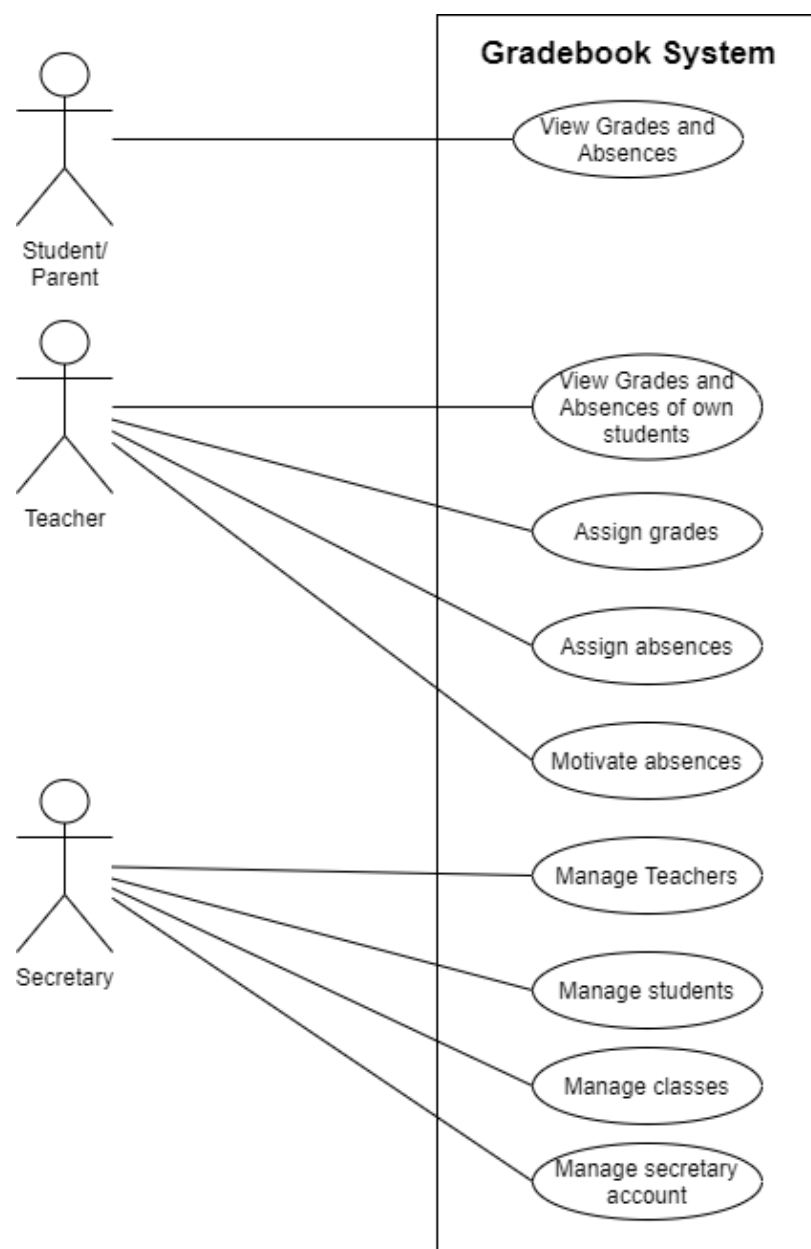 Gradebook System
View Grades and
Absences
Student/
Parent
View Grades and
Absences of own
students
Teacher
Assign grades
Assign absences
Motivate absences
Manage Teachers
Secretary
Manage students
Manage classes
Manage secretary
account